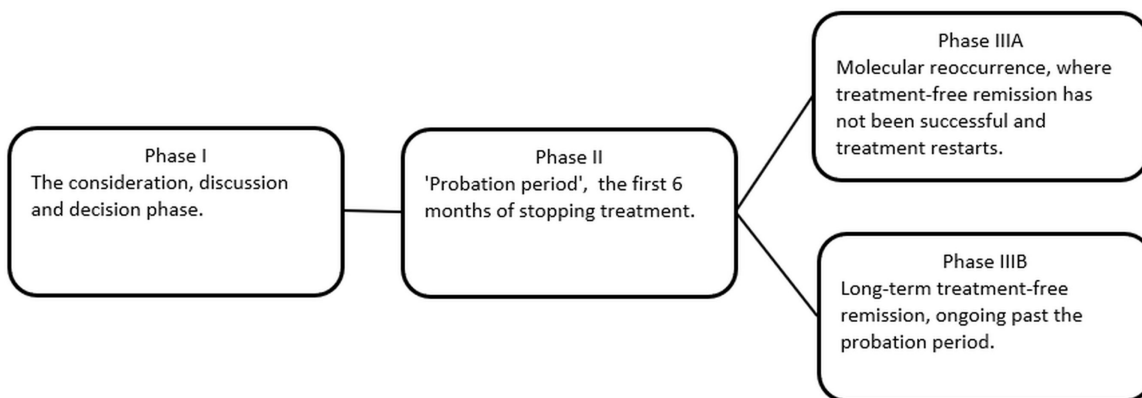 Phase I
The consideration, discussion
and decision phase.
Phase II
'Probation period', the first 6
months of stopping treatment.
Phase IIIA
Molecular reoccurrence, where
treatment-free remission has
not been successful and
treatment restarts.
Phase IIIB
Long-term treatment-free
remission, ongoing past the
probation period.